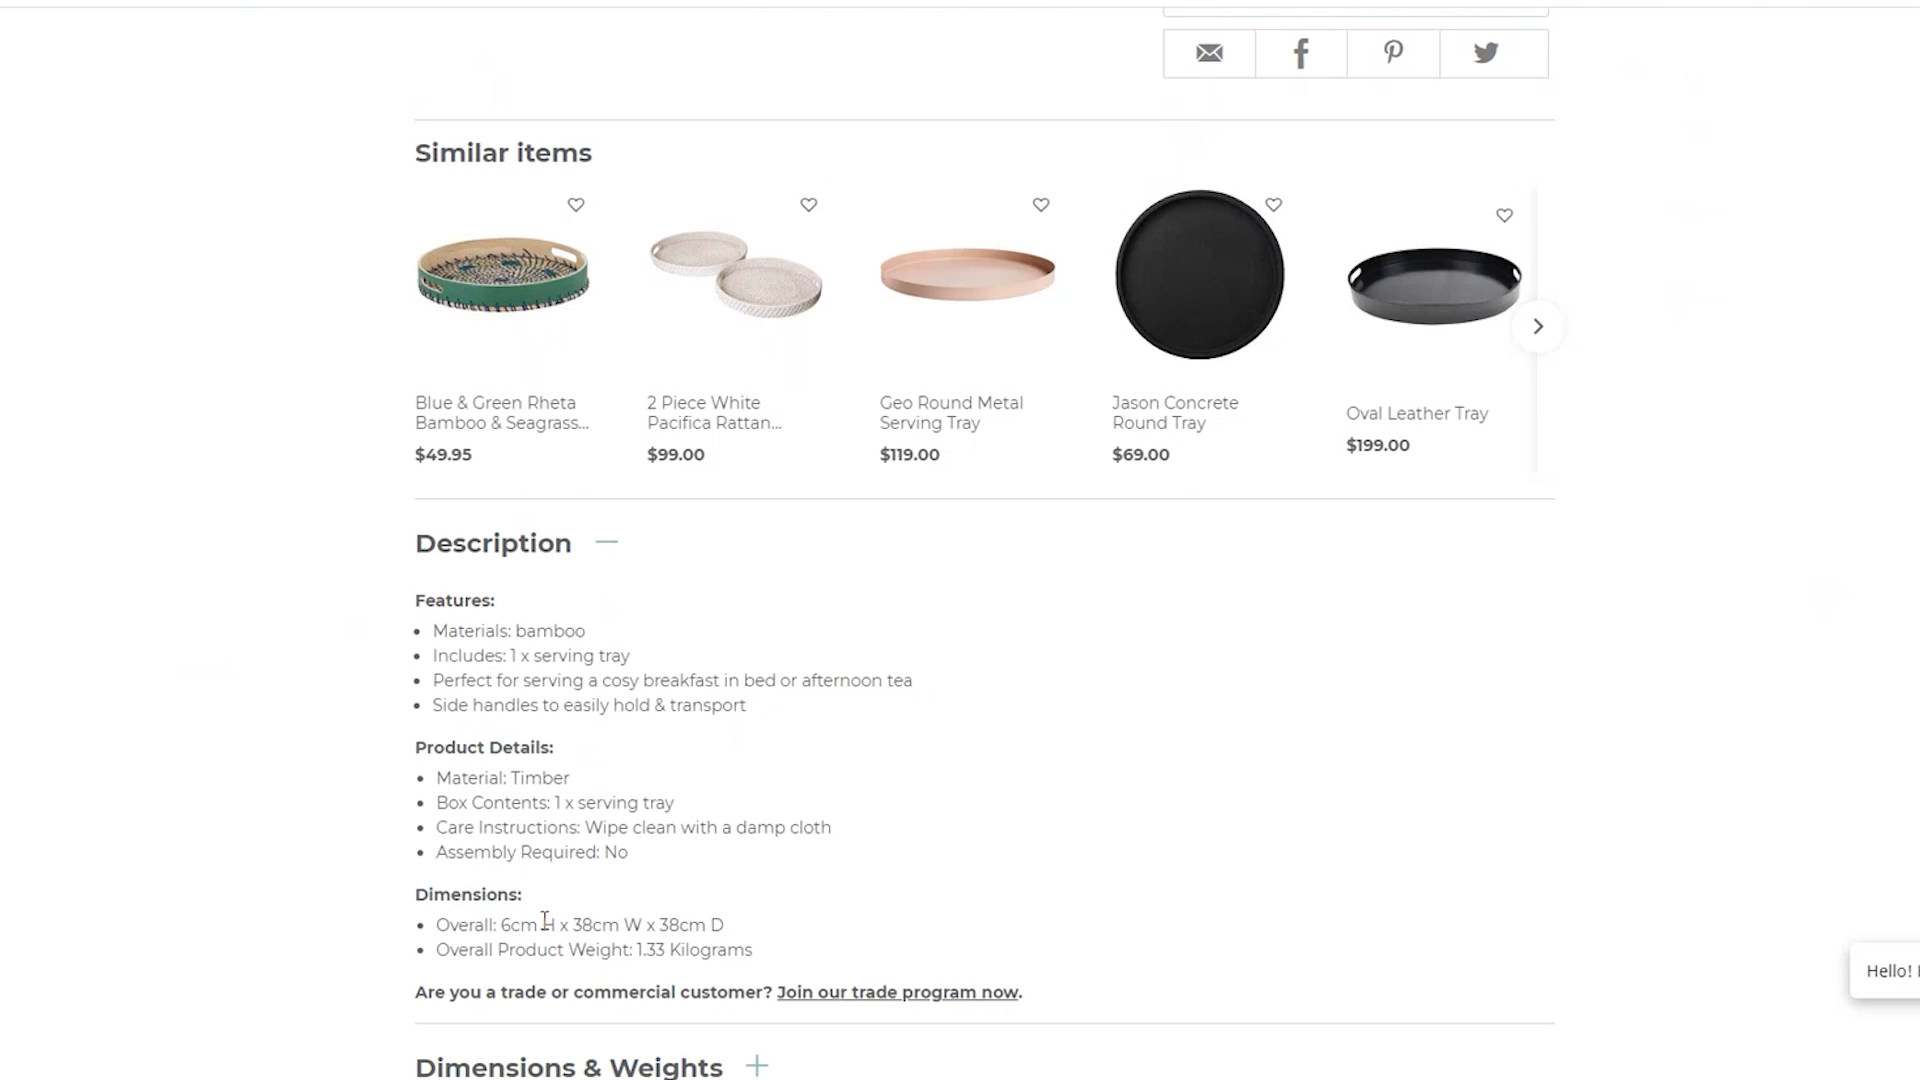 Similar items
Blue & Green Rheta
Bamboo & Seagrass...
$49.95
2 Piece White
Pacifica Rattan...
$99.00
Geo Round Metal
Serving Tray
$119.00
Jason Concrete
Round Tray
$69.00
Oval Leather Tray
$199.00
Description
Features:
Materials: bamboo
Includes: 1 x serving tray
Perfect for serving a cosy breakfast in bed or afternoon tea
Side handles to easily hold & transport
Product Details:
Material: Timber
Box Contents: 1 x serving tray
Care Instructions: Wipe clean with a damp cloth
Assembly Required: No
Dimensions:
Overall: 6cm H x 38cm W x 38cm D
Overall Product Weight: 1.33 Kilograms
Are you a trade or commercial customer? Join our trade program now.
Hello!
Dimensions & Weights